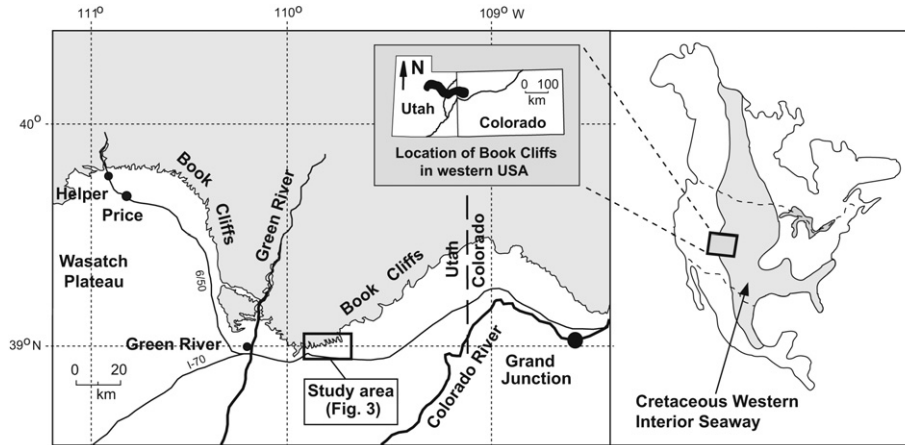 111°
110°
109° W
40°
39°
N
Utah
Colorado
0 100
km
Location of Book Cliffs
in western USA
Helper
Price
Book
Cliffs
Green River
Wasatch
Plateau
6/50
Book Cliffs
Utah
Colorado
Green River
I-70
0 20
km
Study area
(Fig. 3)
Colorado River
Grand
Junction
Cretaceous Western
Interior Seaway